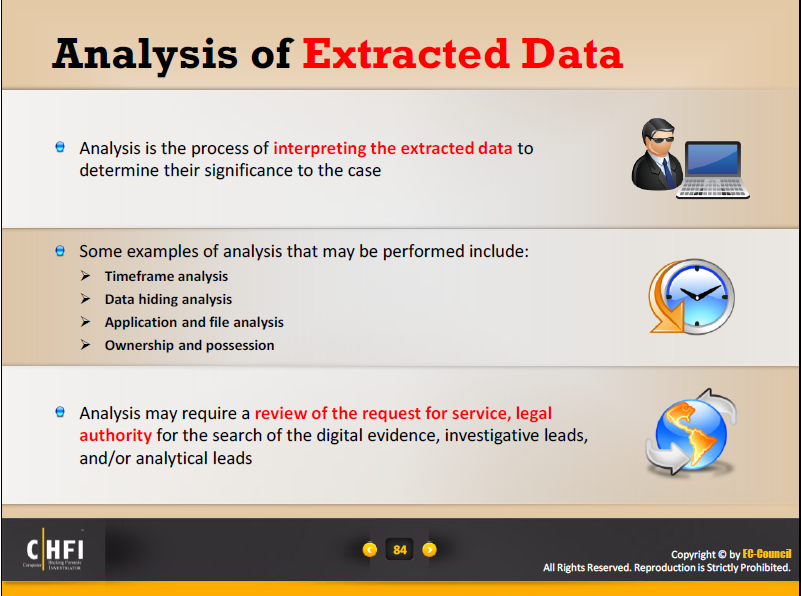 Analysis of Extracted Data
Analysis is the process of interpreting the extracted data to
determine their significance to the case
Some examples of analysis that may be performed include:
Timeframe analysis
Data hiding analysis
Application and file analysis
Ownership and possession
Analysis may require a review of the request for service, legal
authority for the search of the digital evidence, investigative leads,
and/or analytical leads
CHFI
Computer Hacking Forensic
INVESTIGATOR
84
Copyright © by EC-Council
All Rights Reserved. Reproduction is Strictly Prohibited.